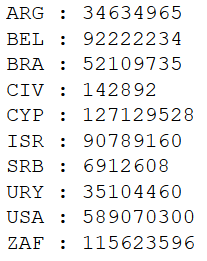 ARG : 34634965
BEL : 92222234
BRA : 52109735
CIV : 142892
CYP : 127129528
ISR : 90789160
SRB : 6912608
URY : 35104460
USA : 589070300
ZAF : 115623596